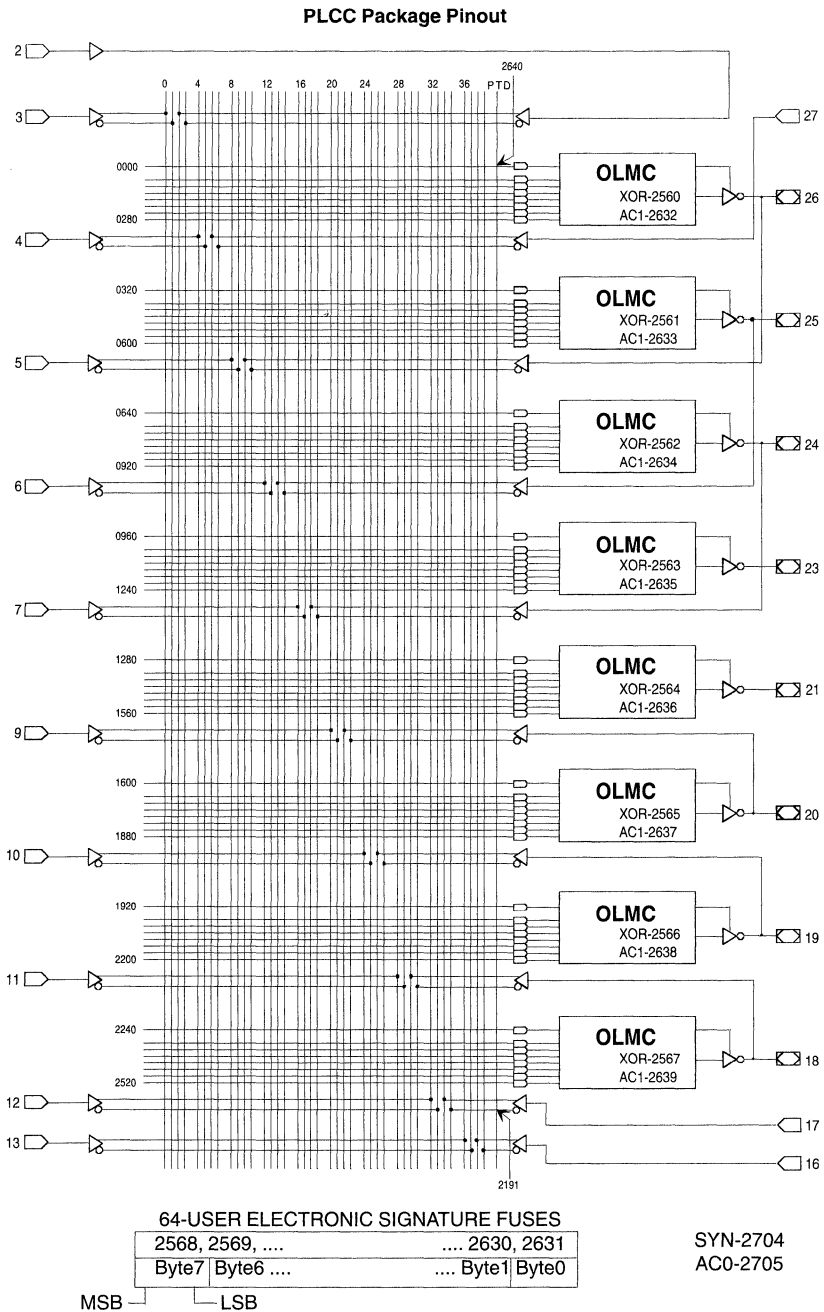 PLCC Package Pinout
2
2640
0 4 8 12 16 20 24 28 32 36 PTD
3
27
0000
OLMC
XOR-2560
AC1-2632
26
0280
4
0320
OLMC
XOR-2561
AC1-2633
25
0600
5
0640
OLMC
XOR-2562
AC1-2634
24
0920
6
0960
OLMC
XOR-2563
AC1-2635
23
1240
7
1280
OLMC
XOR-2564
AC1-2636
21
1560
9
1600
OLMC
XOR-2565
AC1-2637
20
1880
10
1920
OLMC
XOR-2566
AC1-2638
19
2200
11
2240
OLMC
XOR-2567
AC1-2639
18
2520
12
17
13
16
2191
64-USER ELECTRONIC SIGNATURE FUSES
2568, 2569, .... .... 2630, 2631
Byte7 Byte6 .... .... Byte1 Byte0
MSB LSB
SYN-2704
AC0-2705